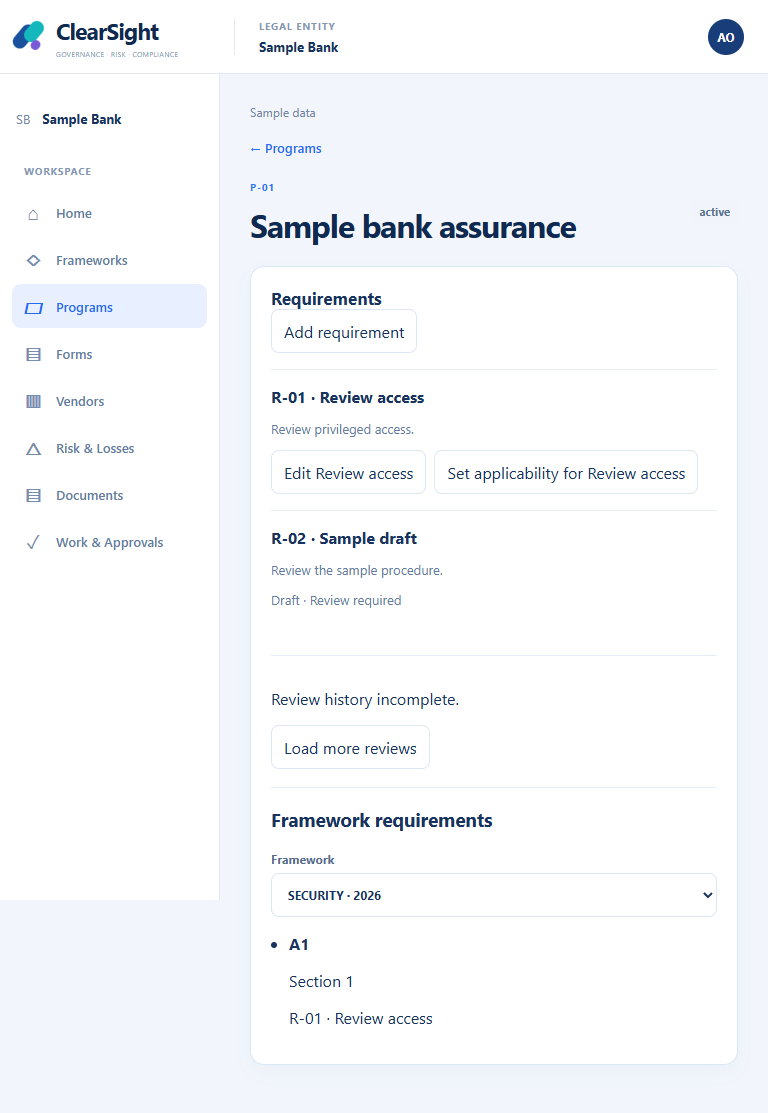 ClearSight
GOVERNANCE · RISK · COMPLIANCE
LEGAL ENTITY
Sample Bank
AO
SB Sample Bank
WORKSPACE
Home
Frameworks
Programs
Forms
Vendors
Risk & Losses
Documents
Work & Approvals
Sample data
← Programs
P-01
Sample bank assurance
active
Requirements
Add requirement
R-01 · Review access
Review privileged access.
Edit Review access
Set applicability for Review access
R-02 · Sample draft
Review the sample procedure.
Draft · Review required
Review history incomplete.
Load more reviews
Framework requirements
Framework
SECURITY · 2026
• A1
Section 1
R-01 · Review access